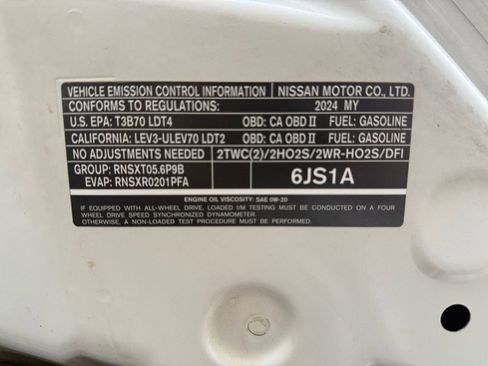 VEHICLE EMISSION CONTROL INFORMATION NISSAN MOTOR CO., LTD.
CONFORMS TO REGULATIONS: 2024 MY
U.S. EPA: T3B70 LDT4 OBD: CA OBD II FUEL: GASOLINE
CALIFORNIA: LEV3-ULEV70 LDT2 OBD: CA OBD II FUEL: GASOLINE
NO ADJUSTMENTS NEEDED 2TWC(2)/2HO2S/2WR-HO2S/DFI
GROUP: RNSXT05.6P9B
EVAP: RNSXR0201PFA
6JS1A
ENGINE OIL VISCOSITY: SAE 0W-20
IF EQUIPPED WITH ALL-WHEEL DRIVE, LOADED I/M TESTING MUST BE CONDUCTED ON A FOUR
WHEEL DRIVE SPEED SYNCHRONIZED DYNAMOMETER.
OTHERWISE, A NON-LOADED TEST PROCEDURE MUST BE PERFORMED.